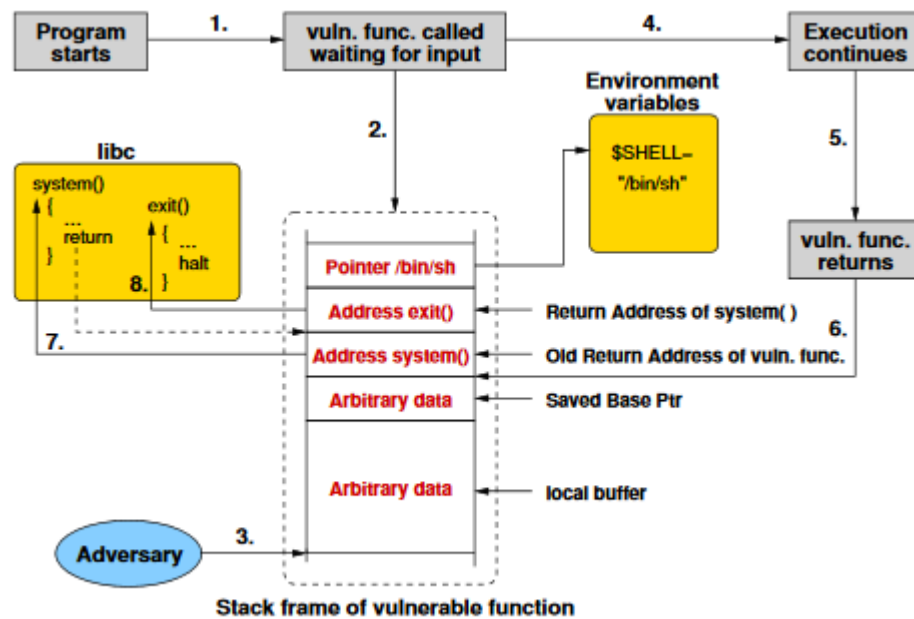 Program
starts
1.
vuln. func. called
waiting for input
4.
Execution
continues
2.
Environment
variables
$SHELL=
"/bin/sh"
5.
libc
system()
{
...
return
}
exit()
{
...
halt
}
8.
7.
vuln. func.
returns
6.
Pointer /bin/sh
Address exit()
Return Address of system( )
Address system()
Old Return Address of vuln. func.
Arbitrary data
Saved Base Ptr
Arbitrary data
local buffer
Adversary
3.
Stack frame of vulnerable function